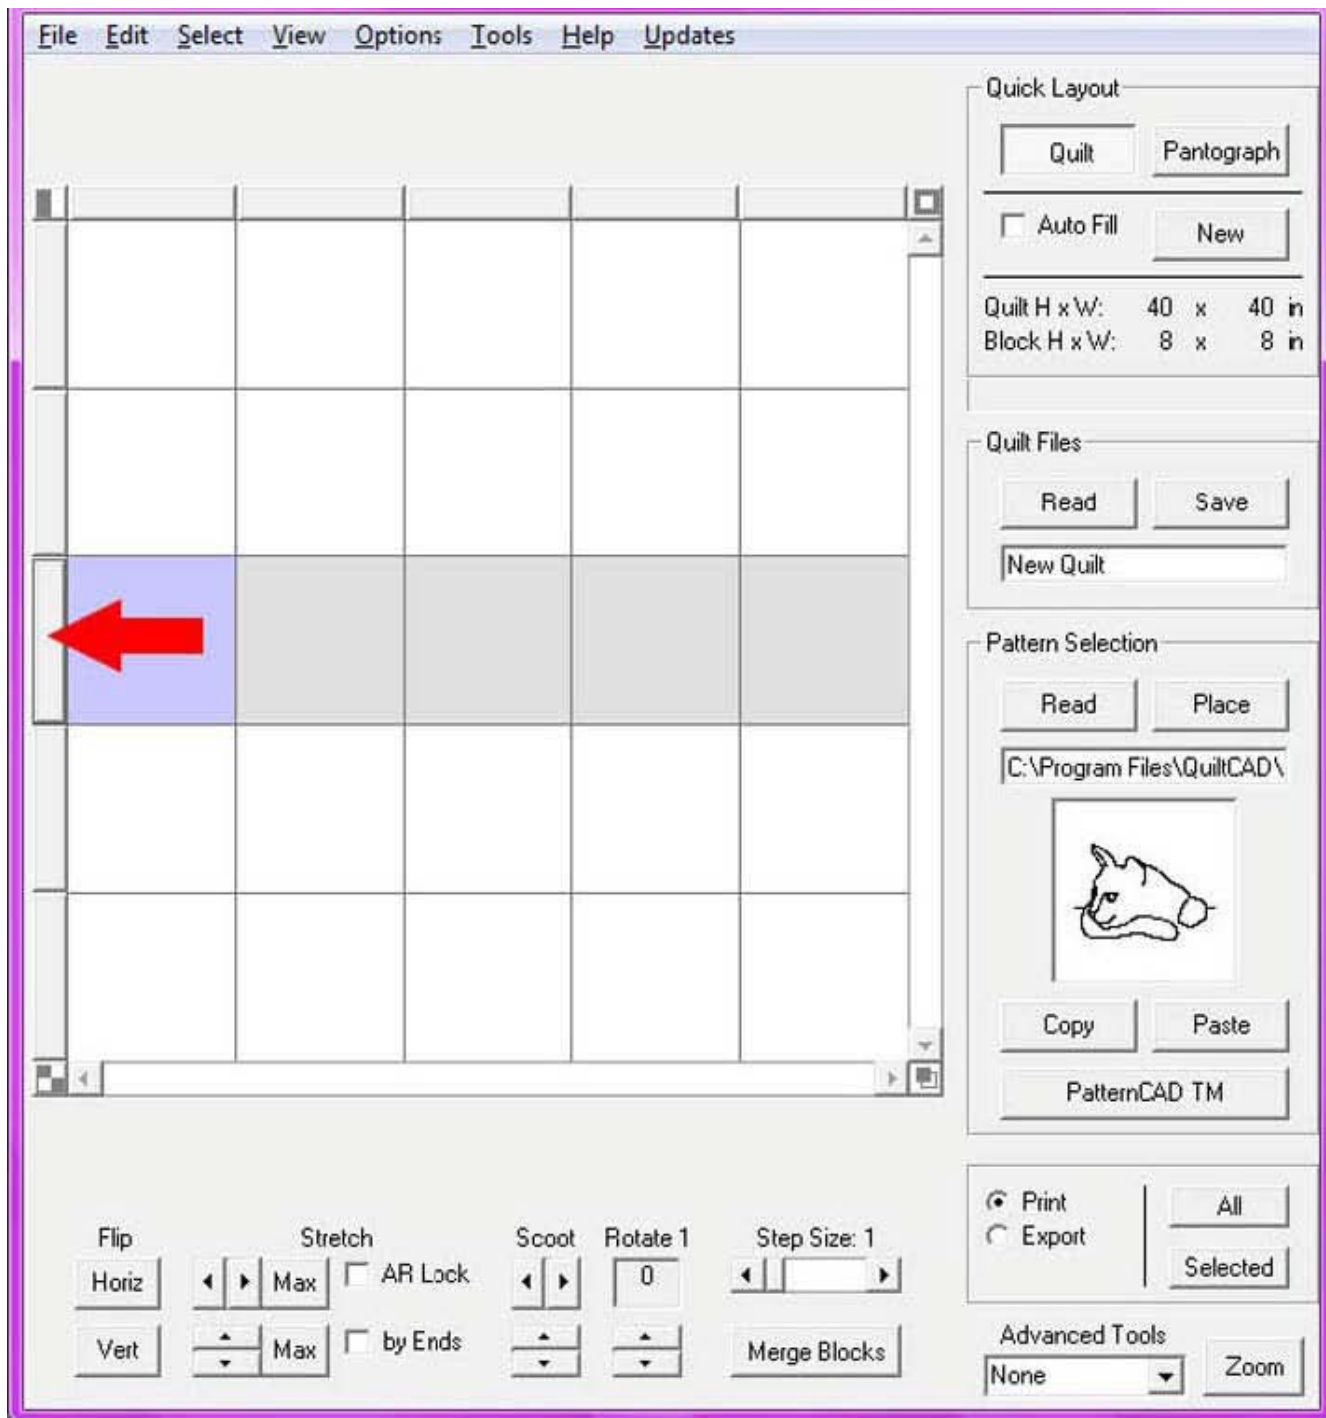 File Edit Select View Options Tools Help Updates
Quick Layout
Quilt Pantograph
Auto Fill New
Quilt H x W: 40 x 40 in
Block H x W: 8 x 8 in
Quilt Files
Read Save
New Quilt
Pattern Selection
Read Place
C:\Program Files\QuiltCAD\
Copy Paste
PatternCAD TM
Print All
Export
Selected
Flip Stretch Scoot Rotate 1 Step Size: 1
Horiz Max AR Lock 0
Vert Max by Ends Merge Blocks
Advanced Tools
None Zoom